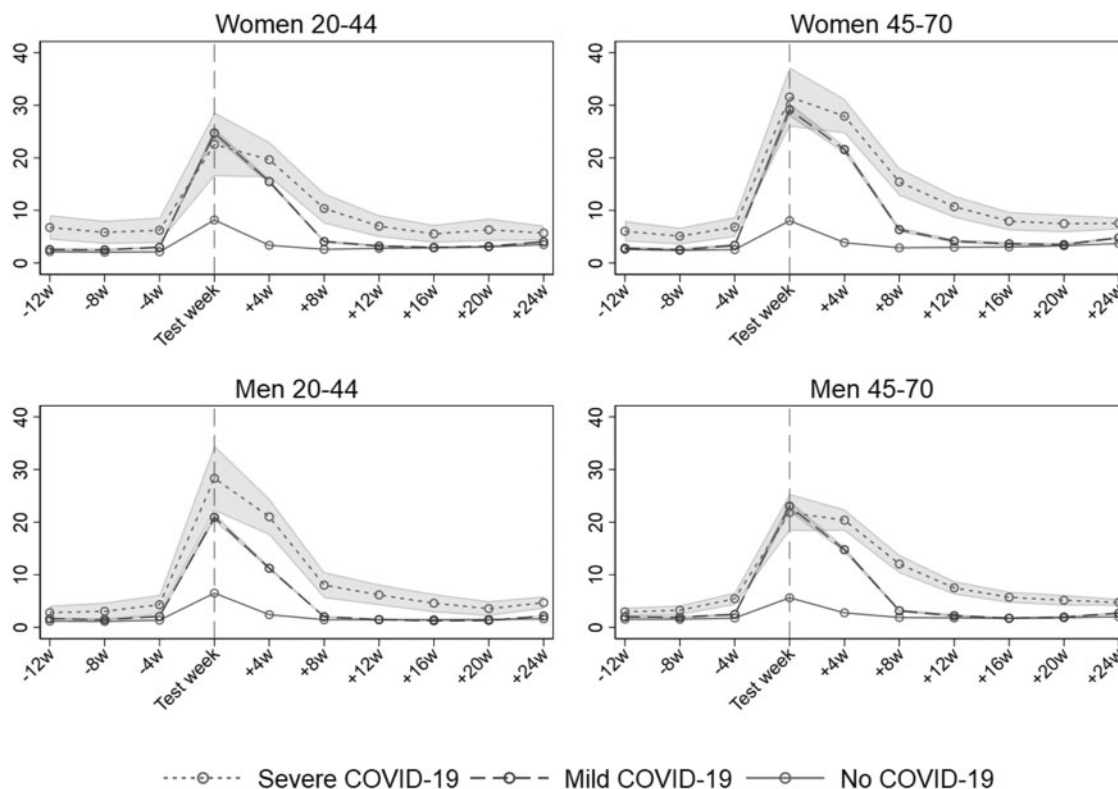 Women 20-44
Women 45-70
40
30
20
10
0
-12w
-8w
-4w
Test week
+4w
+8w
+12w
+16w
+20w
+24w
40
30
20
10
0
-12w
-8w
-4w
Test week
+4w
+8w
+12w
+16w
+20w
+24w
Men 20-44
Men 45-70
40
30
20
10
0
-12w
-8w
-4w
Test week
+4w
+8w
+12w
+16w
+20w
+24w
40
30
20
10
0
-12w
-8w
-4w
Test week
+4w
+8w
+12w
+16w
+20w
+24w
Severe COVID-19 Mild COVID-19 No COVID-19